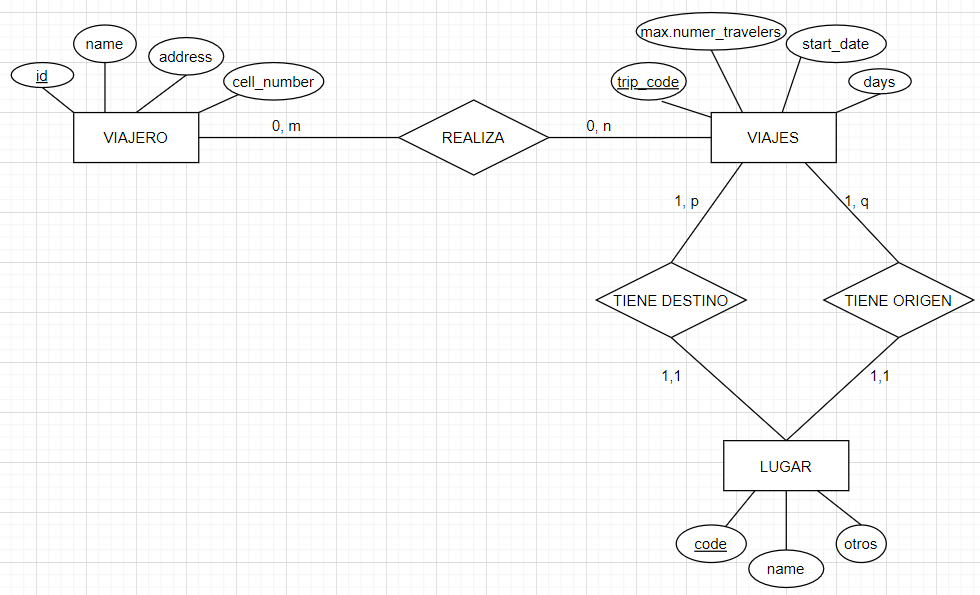 max.numer_travelers
name
start_date
address
id
cell_number
trip_code
days
VIAJERO
0, m
REALIZA
0, n
VIAJES
1, p
1, q
TIENE DESTINO
TIENE ORIGEN
1,1
1,1
LUGAR
code
name
otros